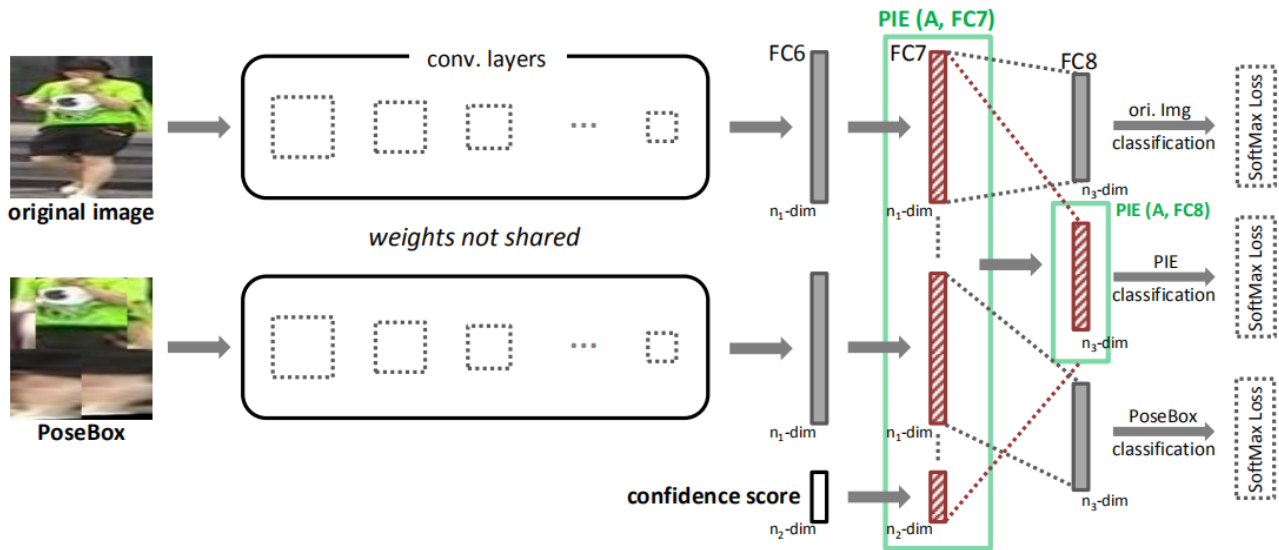 PIE (A, FC7)
conv. layers
FC6
FC7
FC8
ori. Img
classification
SoftMax Loss
original image
n1-dim
n1-dim
n3-dim
PIE (A, FC8)
weights not shared
PIE
classification
SoftMax Loss
n3-dim
PoseBox
n1-dim
n1-dim
PoseBox
classification
SoftMax Loss
confidence score
n3-dim
n2-dim
n2-dim